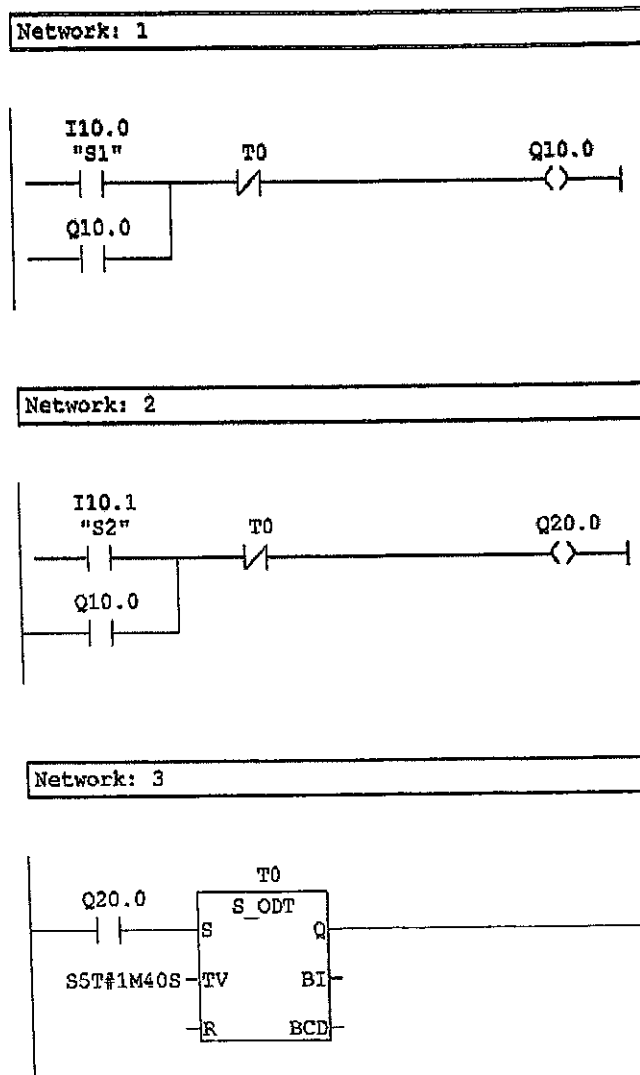 Network: 1
I10.0
"S1" T0 Q10.0
Q10.0
Network: 2
I10.1
"S2" T0 Q20.0
Q10.0
Network: 3
T0
Q20.0 S_ODT
S Q
S5T#1M40S TV BI
R BCD